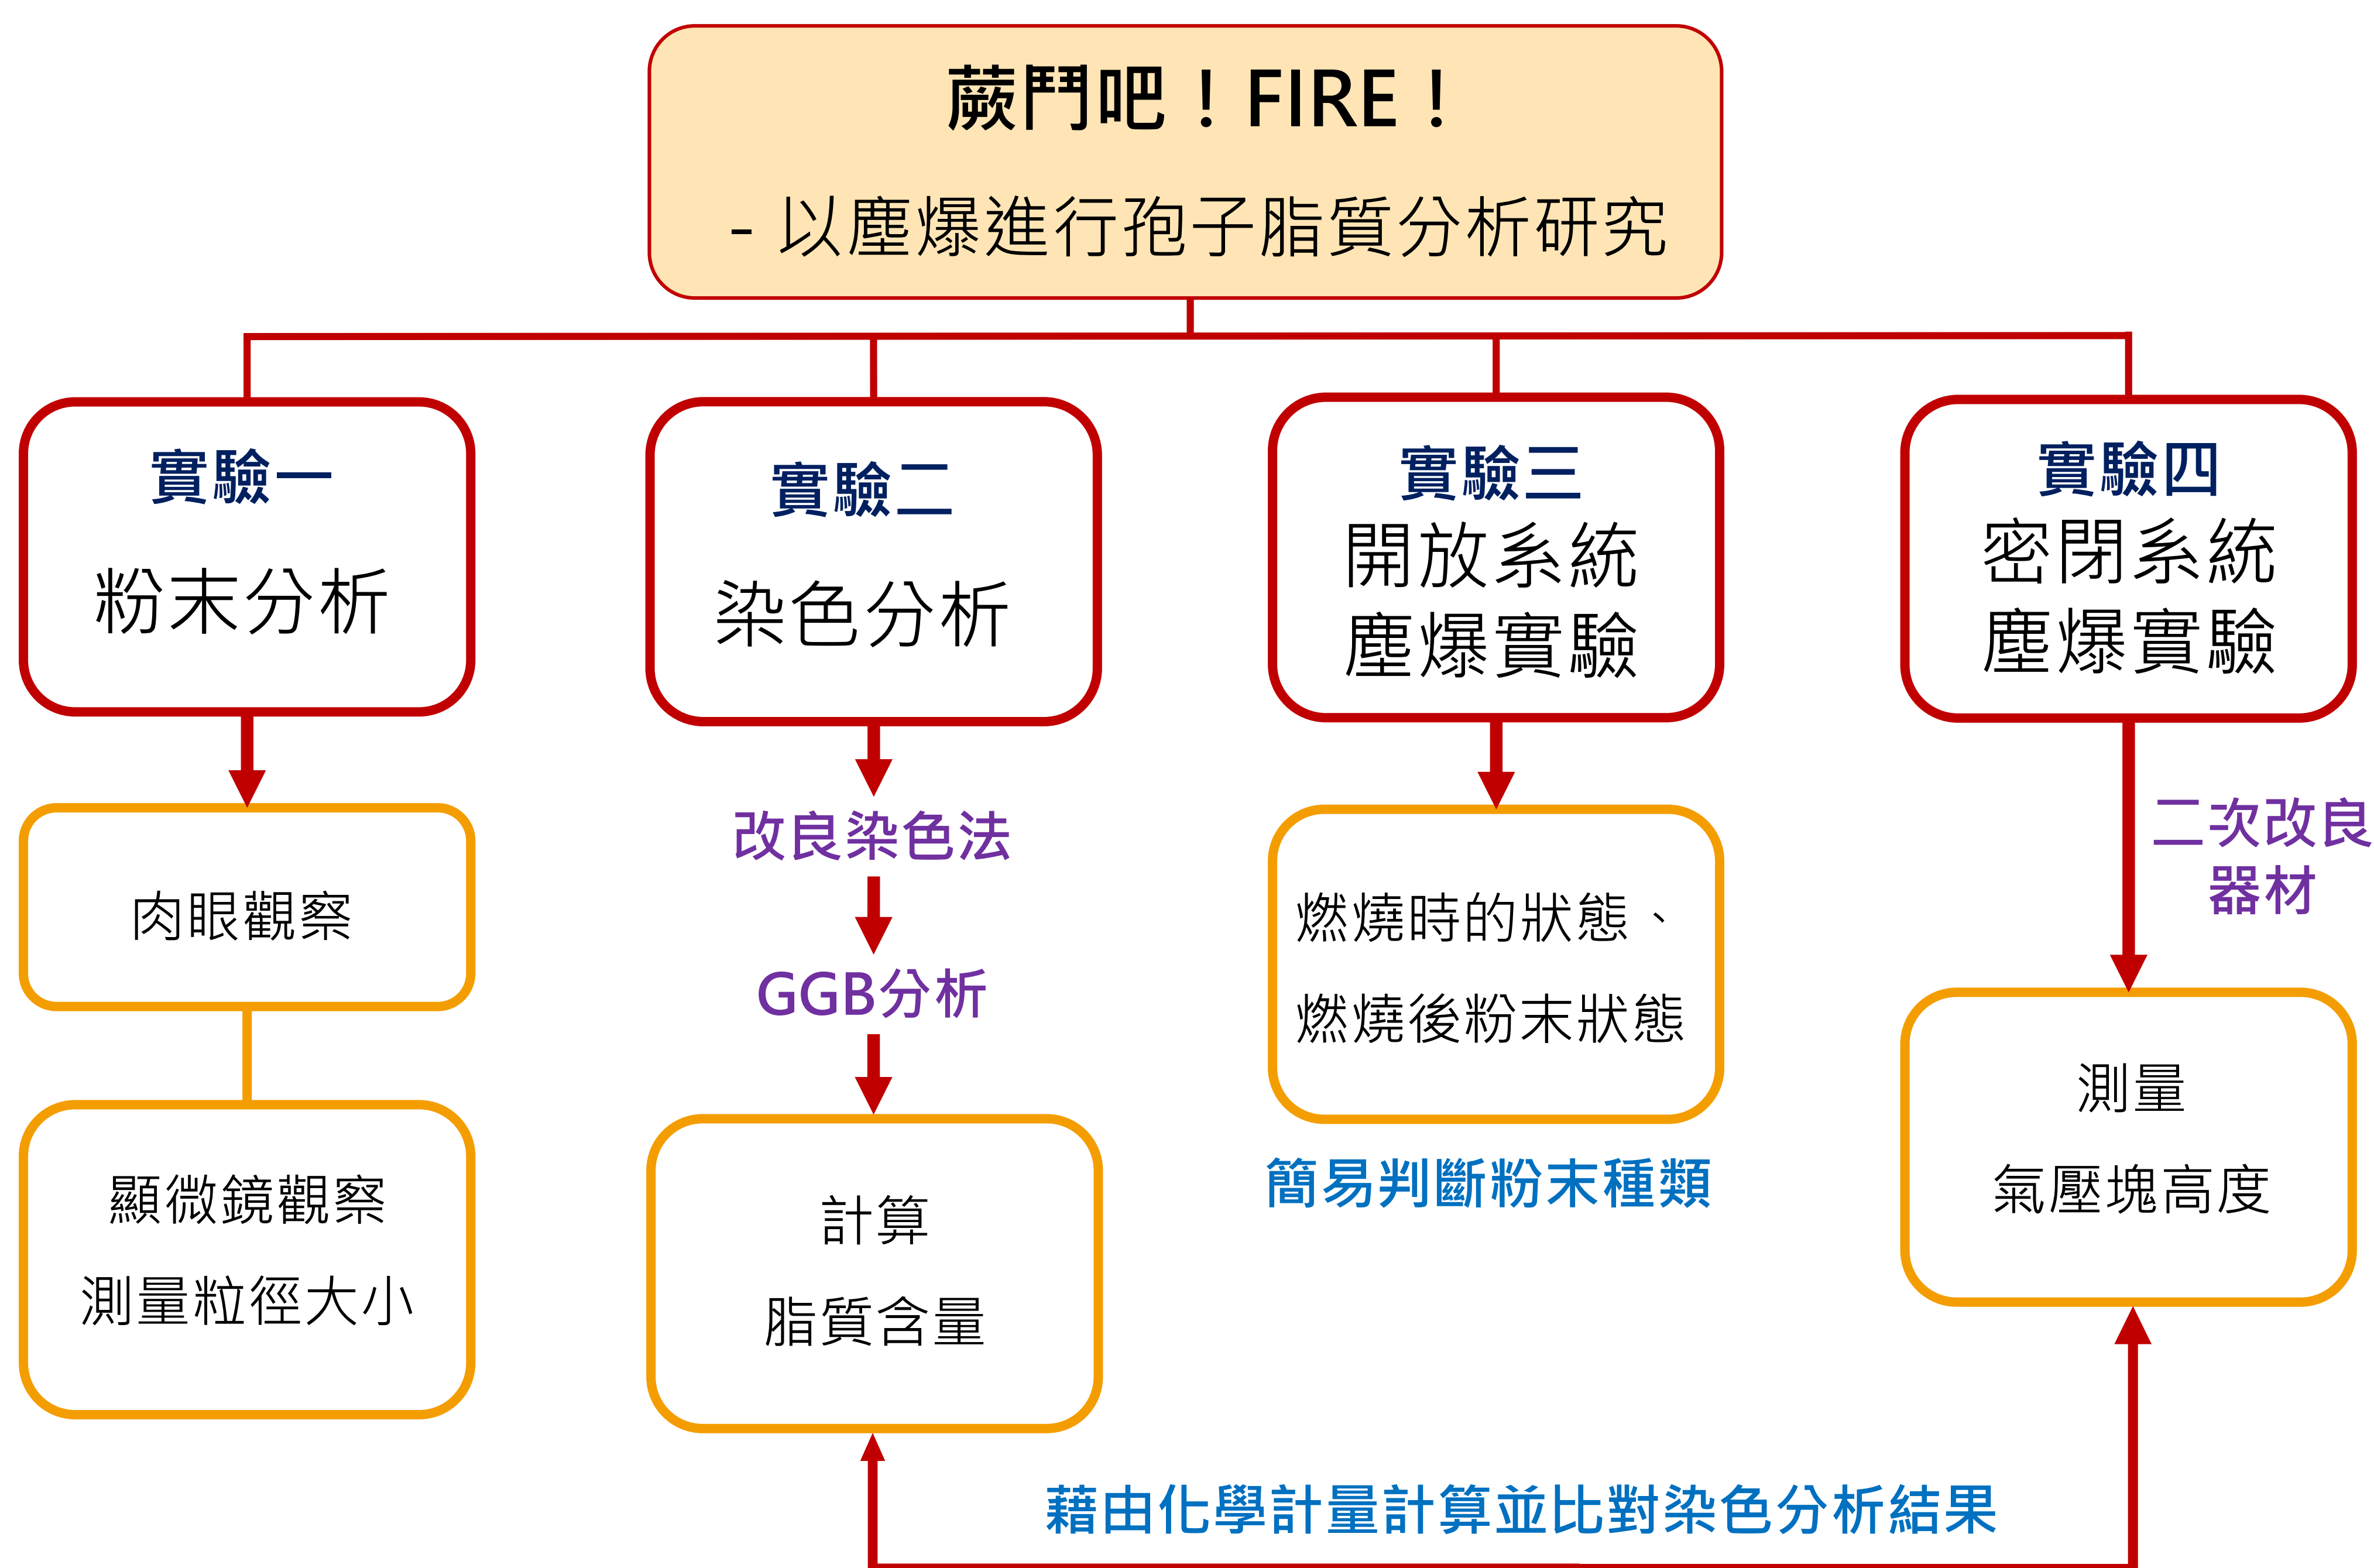 蕨鬥吧！FIRE！
- 以塵爆進行孢子脂質分析研究
實驗一
粉末分析
肉眼觀察
顯微鏡觀察
測量粒徑大小
實驗二
染色分析
改良染色法
GGB分析
計算
脂質含量
實驗三
開放系統
塵爆實驗
燃燒時的狀態、
燃燒後粉末狀態
簡易判斷粉末種類
實驗四
密閉系統
塵爆實驗
二次改良
器材
測量
氣壓塊高度
藉由化學計量計算並比對染色分析結果